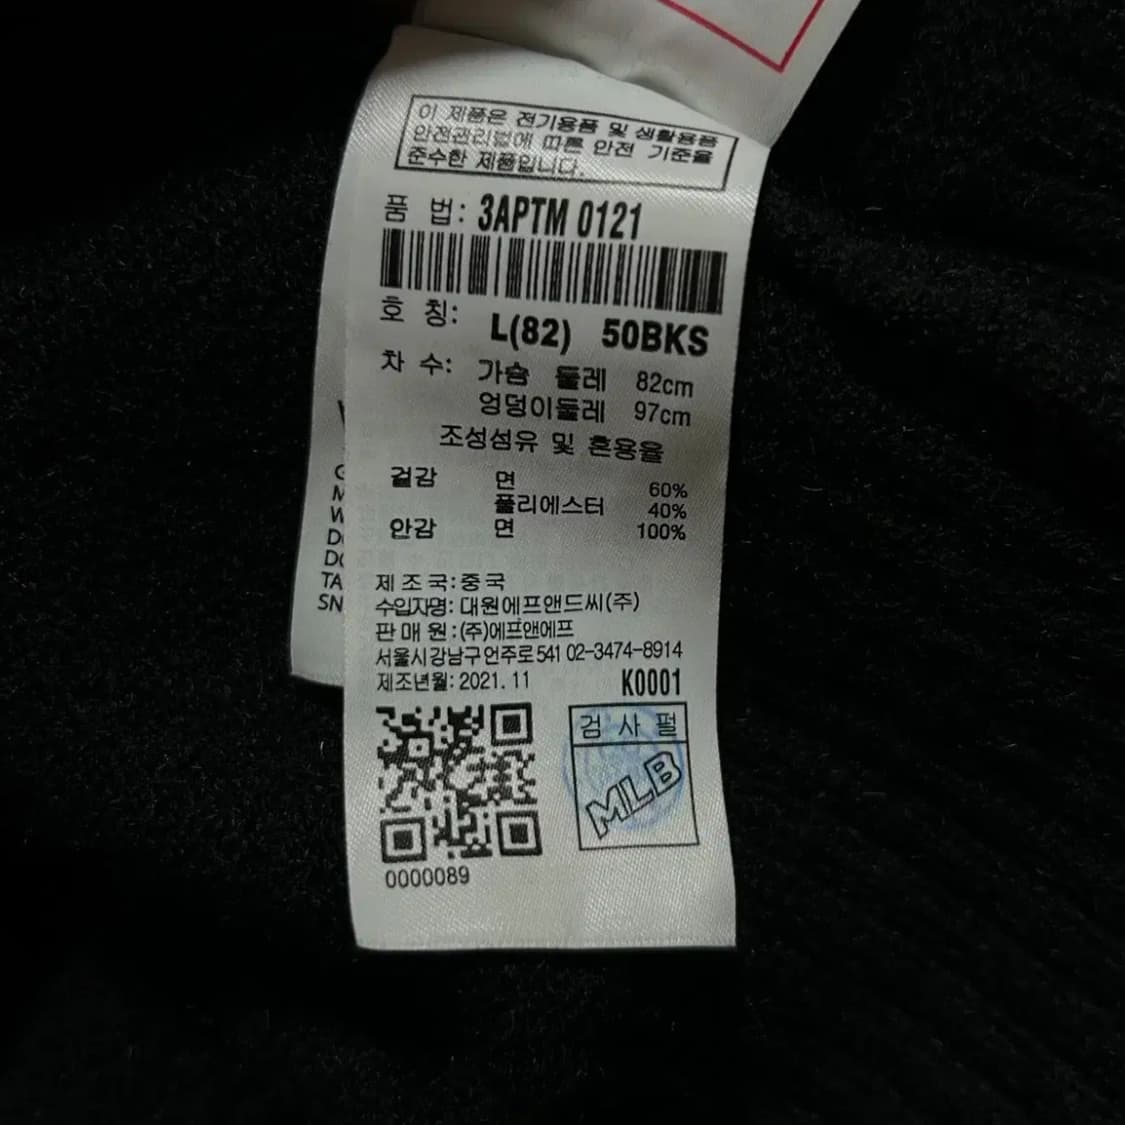 이 제품은 전기용품 및 생활용품
안전관리법에 따른 안전 기준을
준수한 제품입니다.
품 번: 3APTM 0121
호 칭: L(82) 50BKS
치 수: 가슴 둘레 82cm
엉덩이둘레 97cm
조성섬유 및 혼용율
겉감 면 60%
폴리에스터 40%
안감 면 100%
제 조 국:중국
수입자명: 대원에프앤드씨(주)
판 매 원:(주)에프앤에프
서울시강남구언주로541 02-3474-8914
제조년월: 2021. 11 K0001
검 사 필
MLB
0000089
TA
SN